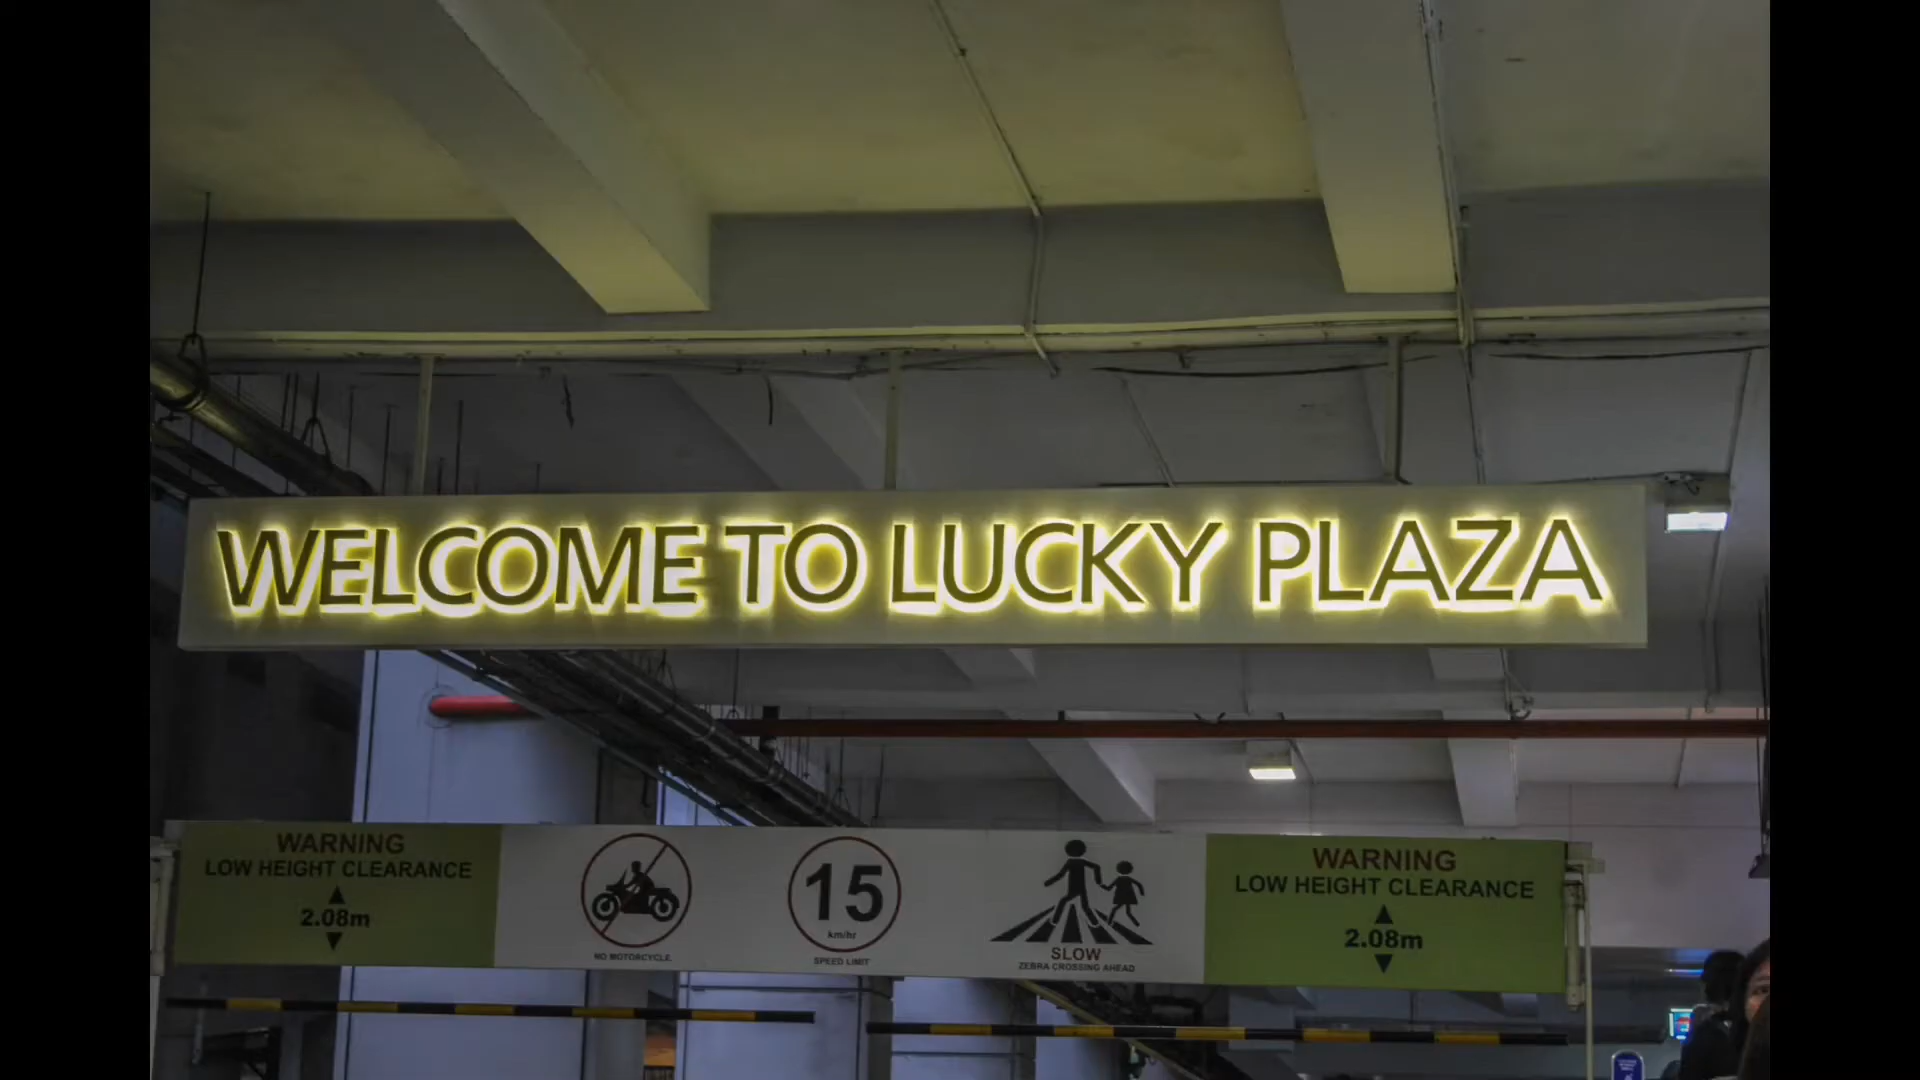 WELCOME TO LUCKY PLAZA
WARNING
LOW HEIGHT CLEARANCE
2.08m
NO MOTORCYCLE
15
km/hr
SPEED LIMIT
SLOW
ZEBRA CROSSING AHEAD
WARNING
LOW HEIGHT CLEARANCE
2.08m